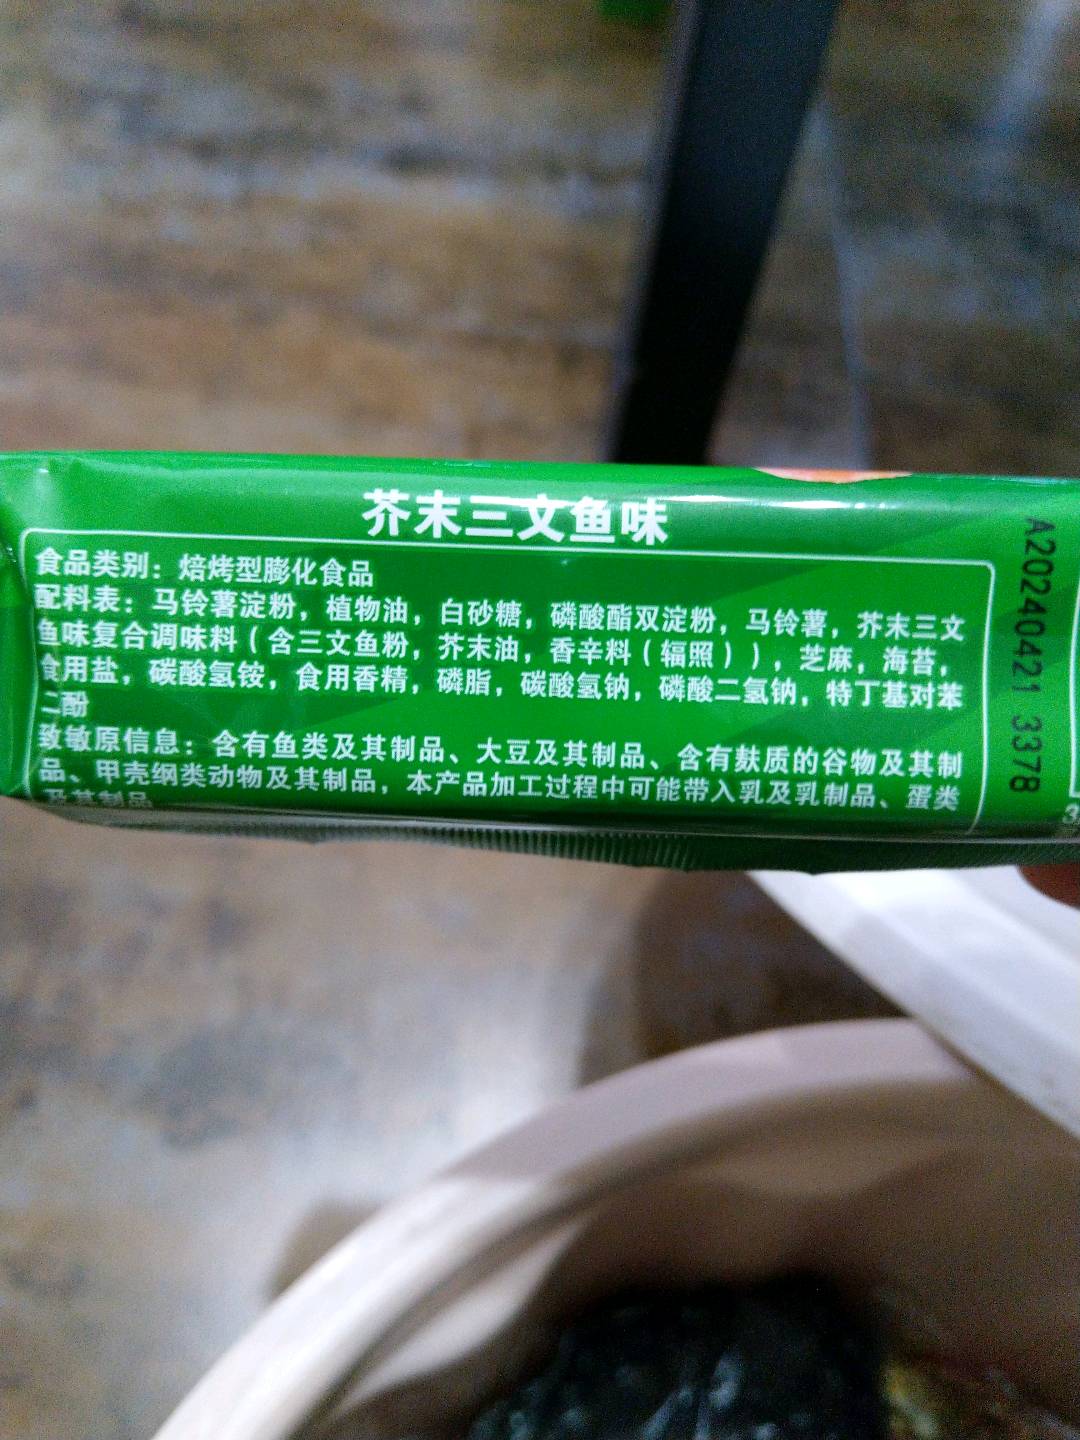 芥末三文鱼味
食品类别：焙烤型膨化食品
配料表：马铃薯淀粉，植物油，白砂糖，磷酸酯双淀粉，马铃薯，芥末三文
鱼味复合调味料（含三文鱼粉，芥末油，香辛料（辐照）），芝麻，海苔，
食用盐，碳酸氢铵，食用香精，磷脂，碳酸氢钠，磷酸二氢钠，特丁基对苯
二酚
致敏原信息：含有鱼类及其制品、大豆及其制品、含有麸质的谷物及其制
品、甲壳纲类动物及其制品，本产品加工过程中可能带入乳及乳制品、蛋类
及其制品
A20240421 3378